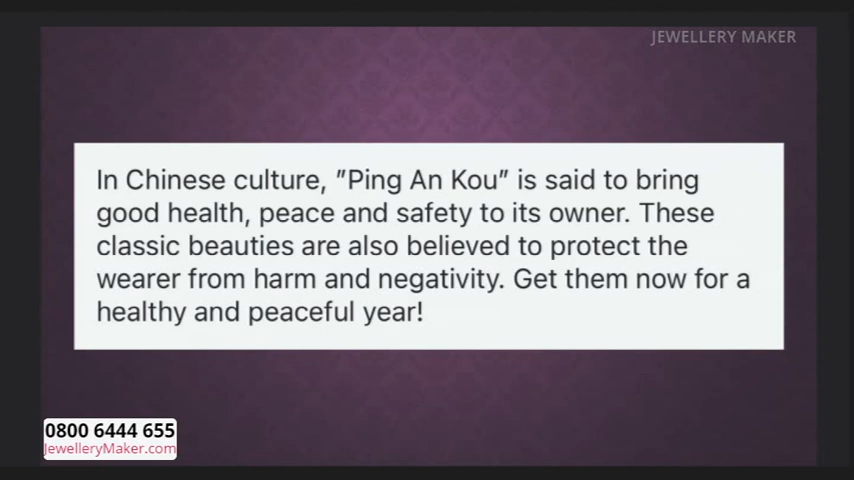 JEWELLERY MAKER
In Chinese culture, "Ping An Kou" is said to bring
good health, peace and safety to its owner. These
classic beauties are also believed to protect the
wearer from harm and negativity. Get them now for a
healthy and peaceful year!
0800 6444 655
JewelleryMaker.com